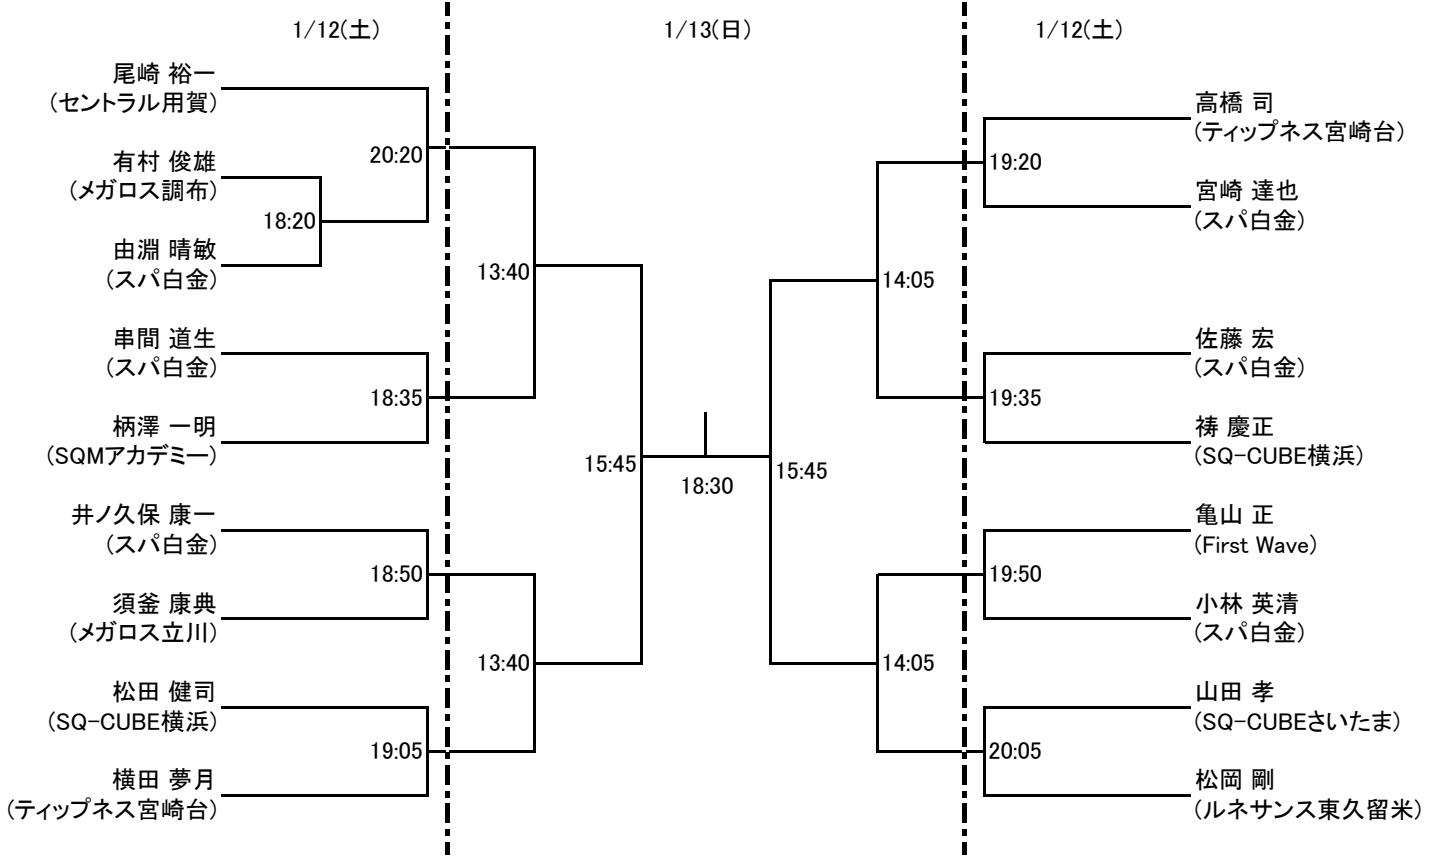 1/12(土)
1/13(日)
1/12(土)
尾崎 裕一
(セントラル用賀)
20:20
有村 俊雄
(メガロス調布)
18:20
由淵 晴敏
(スパ白金)
13:40
串間 道生
(スパ白金)
18:35
柄澤 一明
(SQMアカデミー)
15:45
井ノ久保 康一
(スパ白金)
18:50
須釜 康典
(メガロス立川)
13:40
松田 健司
(SQ-CUBE横浜)
19:05
横田 夢月
(ティップネス宮崎台)
18:30
高橋 司
(ティップネス宮崎台)
19:20
宮崎 達也
(スパ白金)
14:05
佐藤 宏
(スパ白金)
19:35
祷 慶正
(SQ-CUBE横浜)
15:45
亀山 正
(First Wave)
19:50
小林 英清
(スパ白金)
14:05
山田 孝
(SQ-CUBEさいたま)
20:05
松岡 剛
(ルネサンス東久留米)